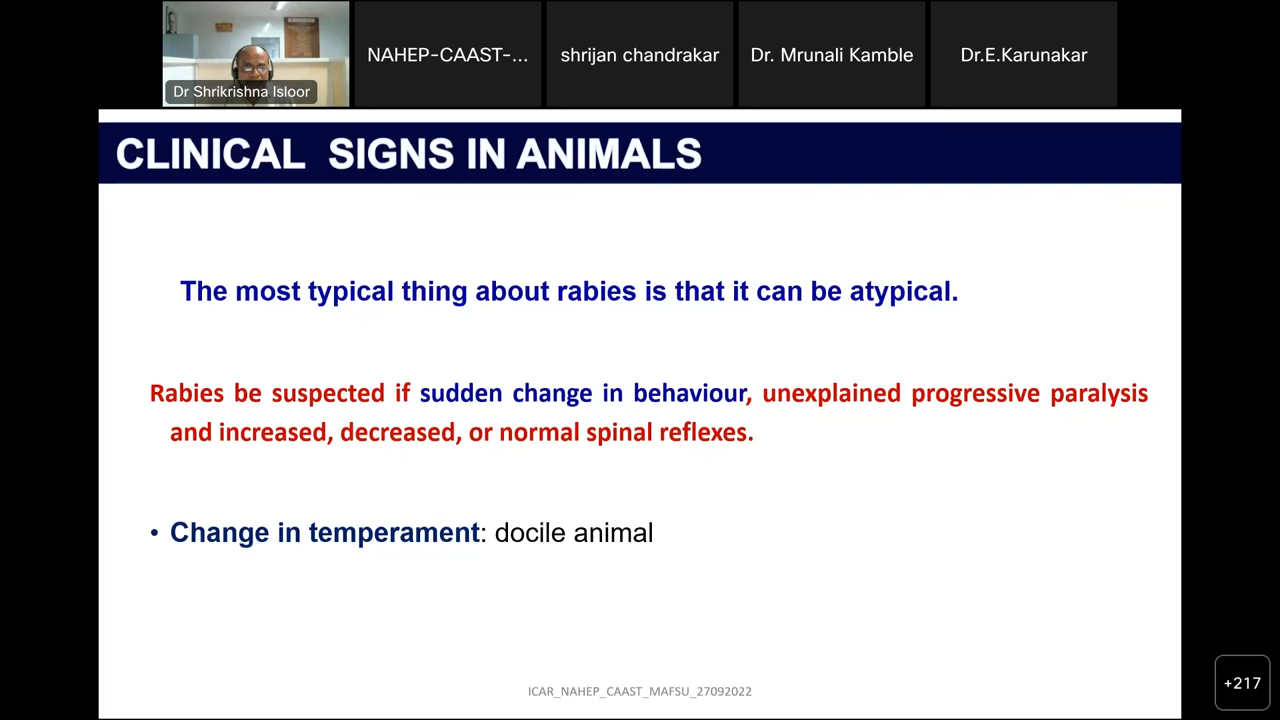 NAHEP-CAAST-...
shrijan chandrakar
Dr. Mrunali Kamble
Dr.E.Karunakar
Dr Shrikrishna Isloor
CLINICAL SIGNS IN ANIMALS
The most typical thing about rabies is that it can be atypical.
Rabies be suspected if sudden change in behaviour, unexplained progressive paralysis
and increased, decreased, or normal spinal reflexes.
• Change in temperament: docile animal
ICAR_NAHEP_CAAST_MAFSU_27092022
+217